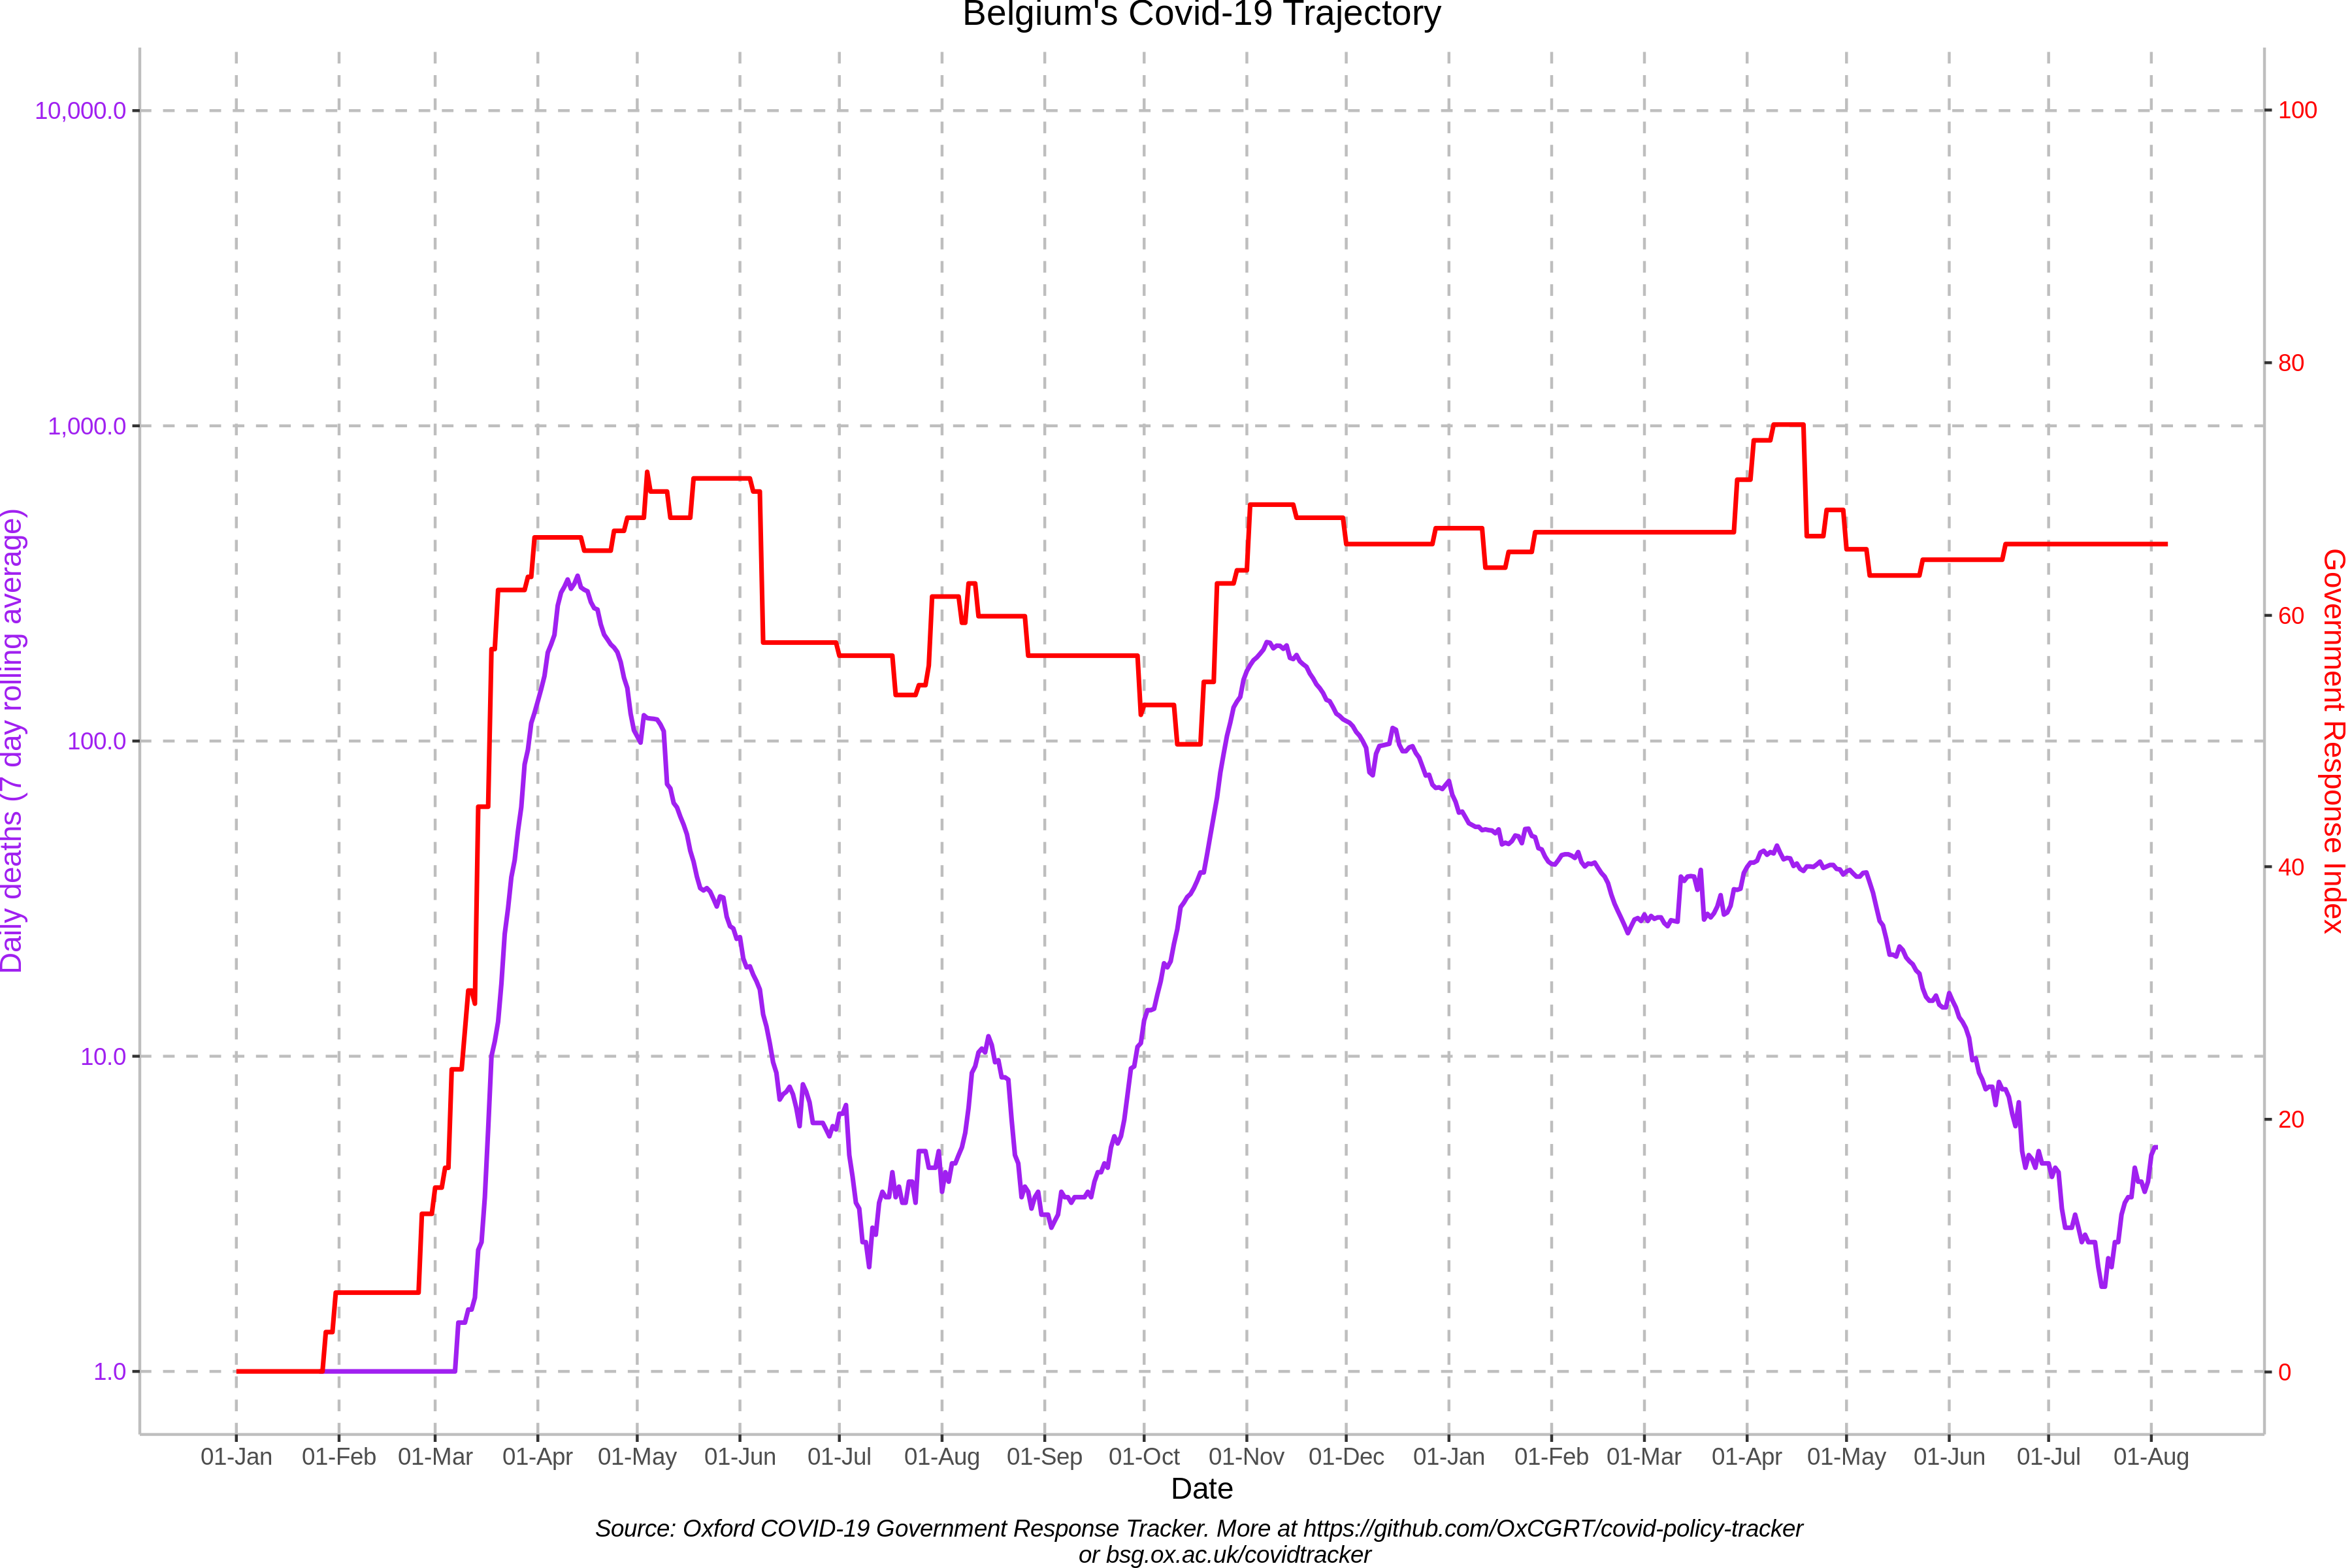 Belgium's Covid-19 Trajectory
10,000.0
1,000.0
100.0
10.0
1.0
Daily deaths (7 day rolling average)
100
80
60
40
20
0
Government Response Index
01-Jan 01-Feb 01-Mar 01-Apr 01-May 01-Jun 01-Jul 01-Aug 01-Sep 01-Oct 01-Nov 01-Dec 01-Jan 01-Feb 01-Mar 01-Apr 01-May 01-Jun 01-Jul 01-Aug
Date
Source: Oxford COVID-19 Government Response Tracker. More at https://github.com/OxCGRT/covid-policy-tracker
or bsg.ox.ac.uk/covidtracker